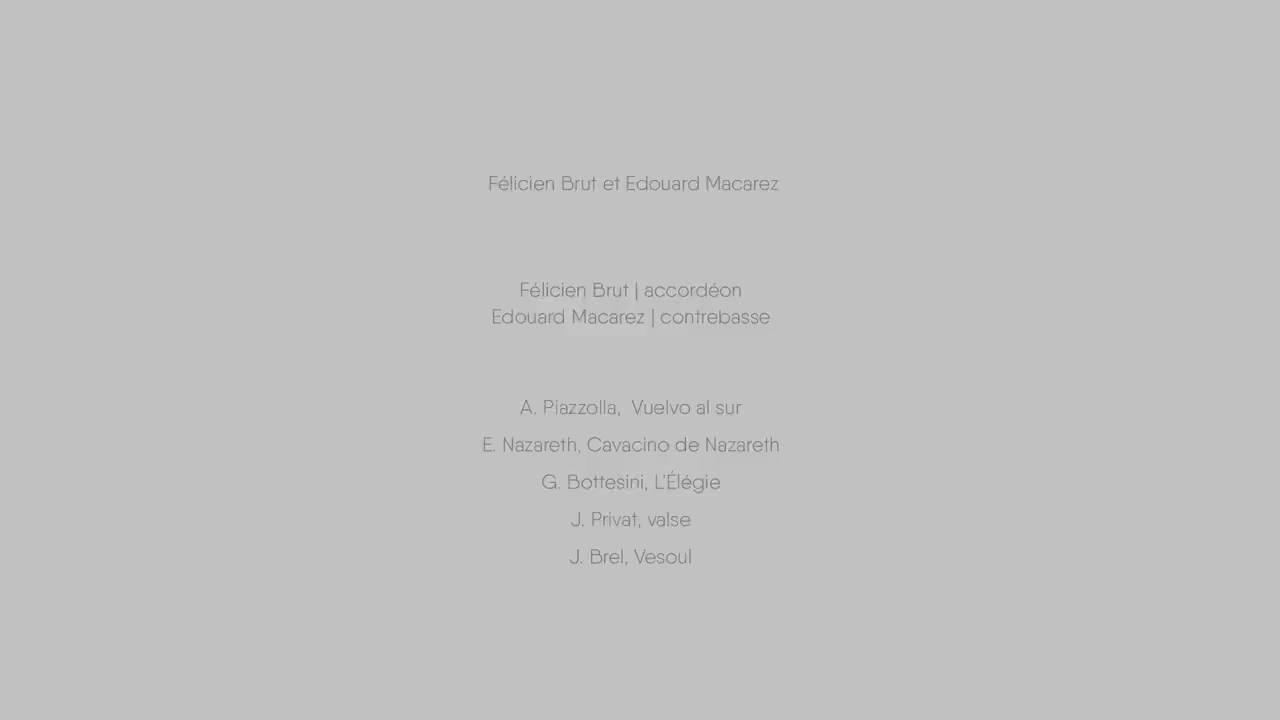 Félicien Brut et Edouard Macarez
Félicien Brut | accordéon
Edouard Macarez | contrebasse
A. Piazzolla, Vuelvo al sur
E. Nazareth, Cavacino de Nazareth
G. Bottesini, L'Élégie
J. Privat, valse
J. Brel, Vesoul